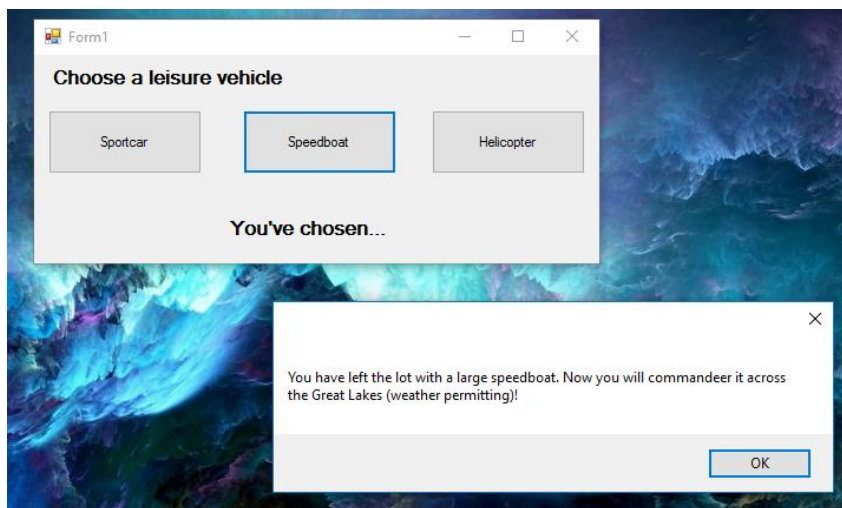 Form1
Choose a leisure vehicle
Sportcar Speedboat Helicopter
You've chosen...
You have left the lot with a large speedboat. Now you will commandeer it across
the Great Lakes (weather permitting)!
OK